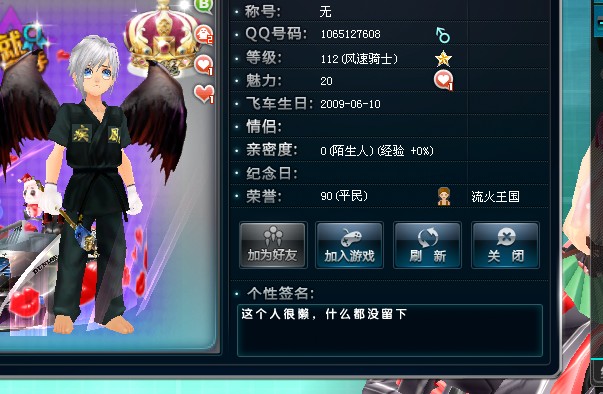 称号: 无
QQ号码: 1065127608
等级: 112(风速骑士)
魅力: 20
飞车生日: 2009-06-10
情侣:
亲密度: 0(陌生人)(经验 +0%)
纪念日:
荣誉: 90(平民) 流火王国
加为好友 加入游戏 刷 新 关 闭
个性签名:
这个人很懒，什么都没留下